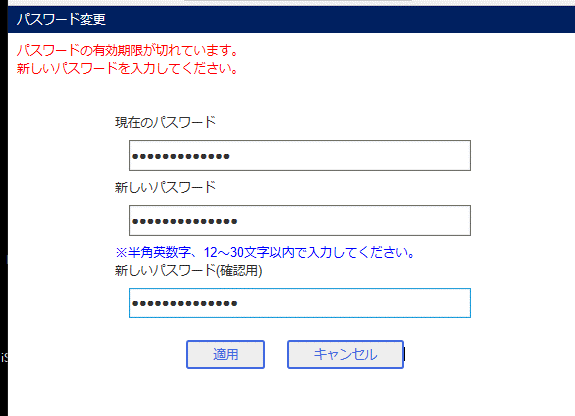 パスワード変更
パスワードの有効期限が切れています。
新しいパスワードを入力してください。
現在のパスワード
•••••••••••••
新しいパスワード
••••••••••••••
※半角英数字、12～30文字以内で入力してください。
新しいパスワード(確認用)
••••••••••••••
適用 キャンセル
iS